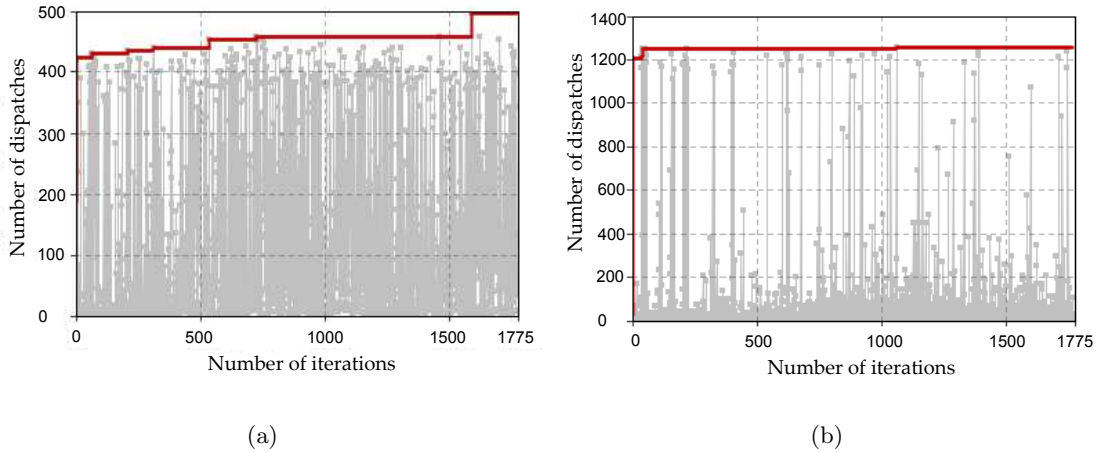 500
400
300
200
100
0
Number of dispatches
0 500 1000 1500 1775
Number of iterations
(a)
1400
1200
1000
800
600
400
200
0
Number of dispatches
0 500 1000 1500 1775
Number of iterations
(b)